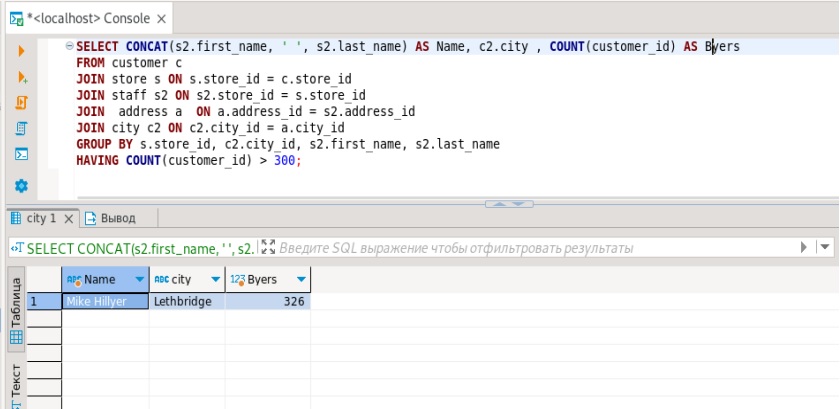 *<localhost> Console
SELECT CONCAT(s2.first_name, ' ', s2.last_name) AS Name, c2.city , COUNT(customer_id) AS Byers
FROM customer c
JOIN store s ON s.store_id = c.store_id
JOIN staff s2 ON s2.store_id = s.store_id
JOIN  address a  ON a.address_id = s2.address_id
JOIN city c2 ON c2.city_id = a.city_id
GROUP BY s.store_id, c2.city_id, s2.first_name, s2.last_name
HAVING COUNT(customer_id) > 300;
city 1 Вывод
SELECT CONCAT(s2.first_name, ' ', s2. Введите SQL выражение чтобы отфильтровать результаты
Таблица
Текст
ABC Name ABC city 123 Byers
1 Mike Hillyer Lethbridge 326